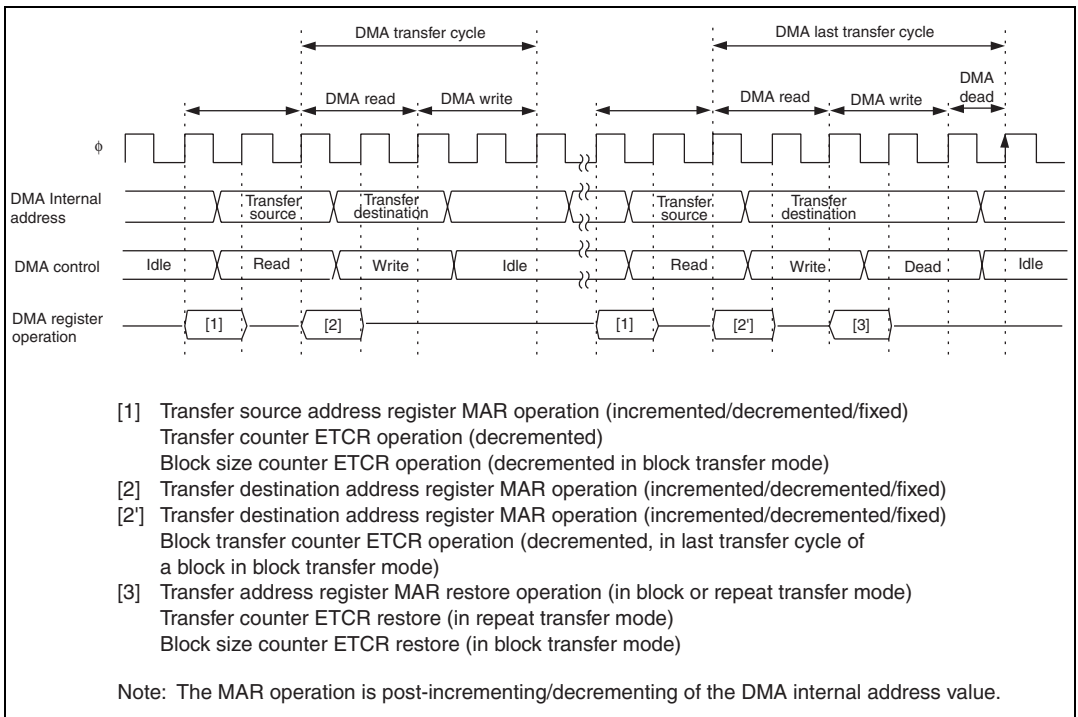 DMA transfer cycle
DMA last transfer cycle
DMA read
DMA write
DMA read
DMA write
DMA
dead
ϕ
DMA Internal
address
Transfer
source
Transfer
destination
Transfer
source
Transfer
destination
DMA control
Idle
Read
Write
Idle
Read
Write
Dead
Idle
DMA register
operation
[1]
[2]
[1]
[2']
[3]
[1] Transfer source address register MAR operation (incremented/decremented/fixed)
Transfer counter ETCR operation (decremented)
Block size counter ETCR operation (decremented in block transfer mode)
[2] Transfer destination address register MAR operation (incremented/decremented/fixed)
[2'] Transfer destination address register MAR operation (incremented/decremented/fixed)
Block transfer counter ETCR operation (decremented, in last transfer cycle of
a block in block transfer mode)
[3] Transfer address register MAR restore operation (in block or repeat transfer mode)
Transfer counter ETCR restore (in repeat transfer mode)
Block size counter ETCR restore (in block transfer mode)
Note: The MAR operation is post-incrementing/decrementing of the DMA internal address value.